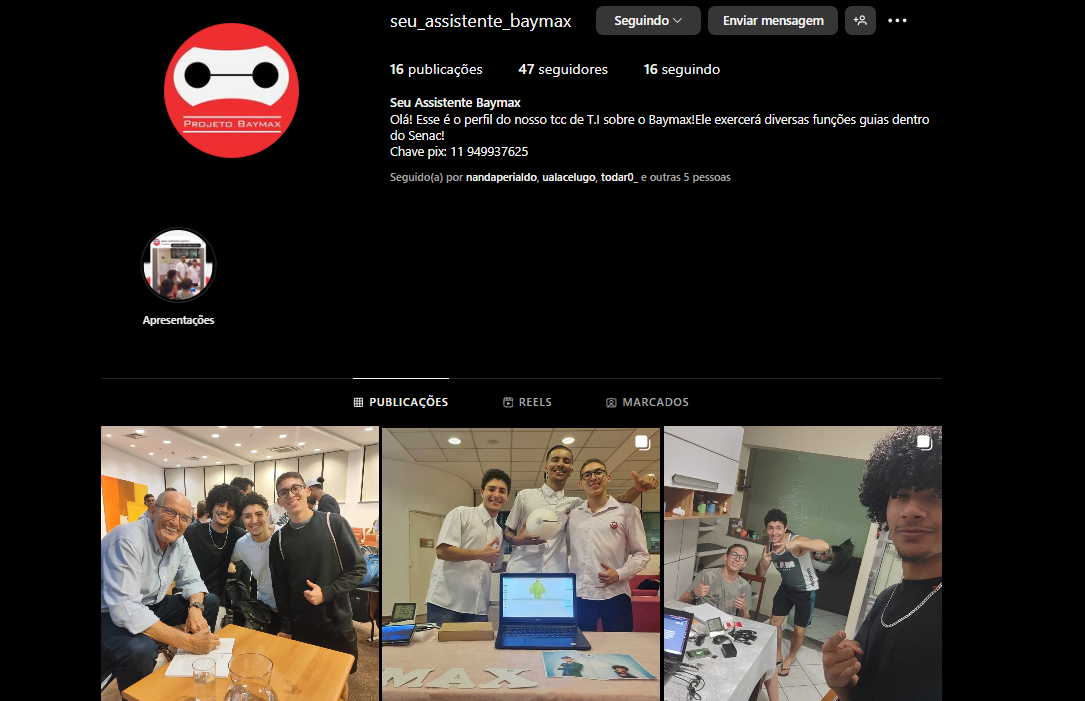 seu_assistente_baymax Seguindo Enviar mensagem
16 publicações 47 seguidores 16 seguindo
Seu Assistente Baymax
Olá! Esse é o perfil do nosso tcc de T.I sobre o Baymax!Ele exercerá diversas funções guias dentro
do Senac!
Chave pix: 11 949937625
Seguido(a) por nandaperialdo, ualacelugo, todar0_ e outras 5 pessoas
PROJETO BAYMAX
Apresentações
PUBLICAÇÕES REELS MARCADOS
MAX